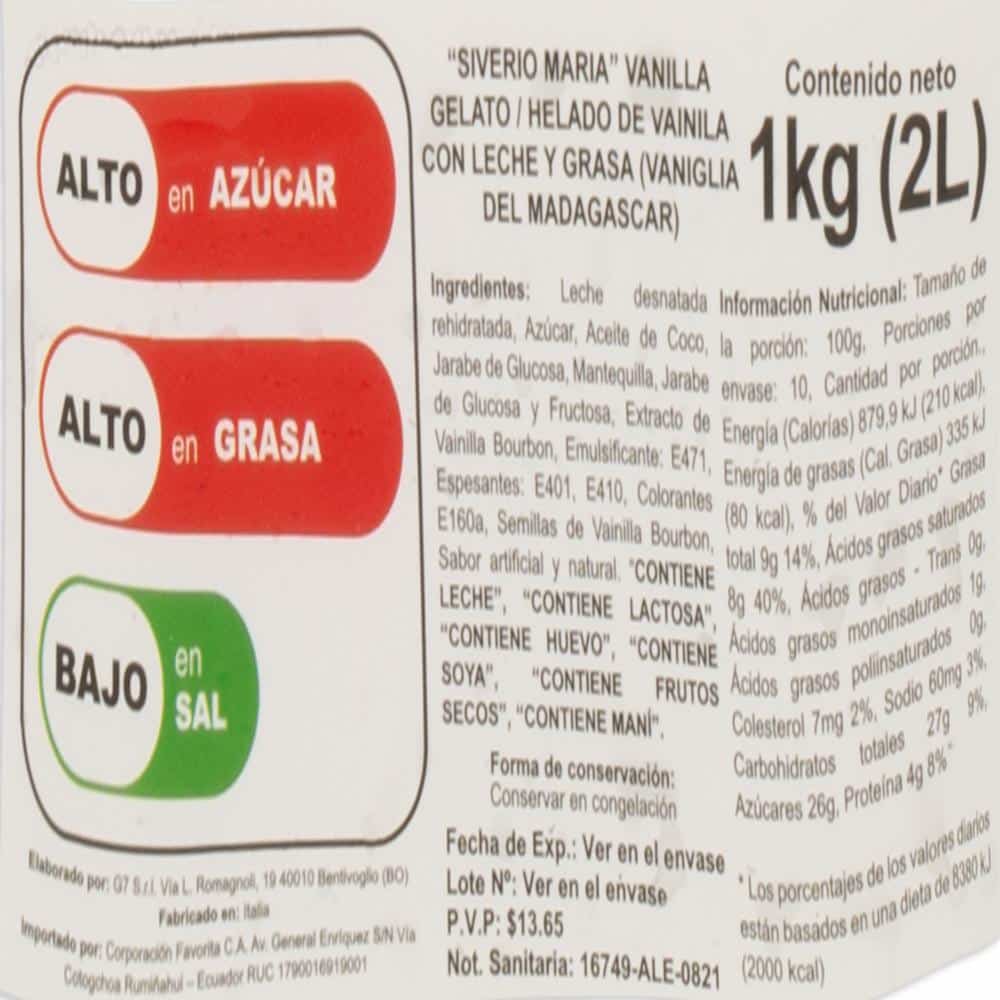 ALTO en AZÚCAR
ALTO en GRASA
BAJO en
SAL
Elaborado por: G7 S.r.l. Via L. Romagnoli, 19 40010 Bentivoglio (BO)
Fabricado en: Italia
Importado por: Corporación Favorita C.A. Av. General Enríquez S/N Vía
Cotogchoa Rumiñahui – Ecuador RUC 1790016919001
"SIVERIO MARIA" VANILLA
GELATO / HELADO DE VAINILA
CON LECHE Y GRASA (VANIGLIA
DEL MADAGASCAR)
Ingredientes: Leche desnatada
rehidratada, Azúcar, Aceite de Coco,
Jarabe de Glucosa, Mantequilla, Jarabe
de Glucosa y Fructosa, Extracto de
Vainilla Bourbon, Emulsificante: E471,
Espesantes: E401, E410, Colorantes
E160a, Semillas de Vainilla Bourbon,
Sabor artificial y natural. "CONTIENE
LECHE", "CONTIENE LACTOSA",
"CONTIENE HUEVO", "CONTIENE
SOYA", "CONTIENE FRUTOS
SECOS", "CONTIENE MANÍ".
Forma de conservación:
Conservar en congelación
Fecha de Exp.: Ver en el envase
Lote Nº: Ver en el envase
P.V.P: $13.65
Not. Sanitaria: 16749-ALE-0821
Contenido neto
1kg (2L)
Información Nutricional: Tamaño de
la porción: 100g, Porciones por
envase: 10, Cantidad por porción.,
Energía (Calorías) 879,9 kJ (210 kcal),
Energía de grasas (Cal. Grasa) 335 kJ
(80 kcal), % del Valor Diario* Grasa
total 9g 14%, Ácidos grasos saturados
8g 40%, Ácidos grasos - Trans 0g,
Ácidos grasos monoinsaturados 1g,
Ácidos grasos poliinsaturados 0g,
Colesterol 7mg 2%, Sodio 60mg 3%,
Carbohidratos totales 27g 9%,
Azúcares 26g, Proteína 4g 8%"
* Los porcentajes de los valores diarios
están basados en una dieta de 8380 kJ
(2000 kcal)